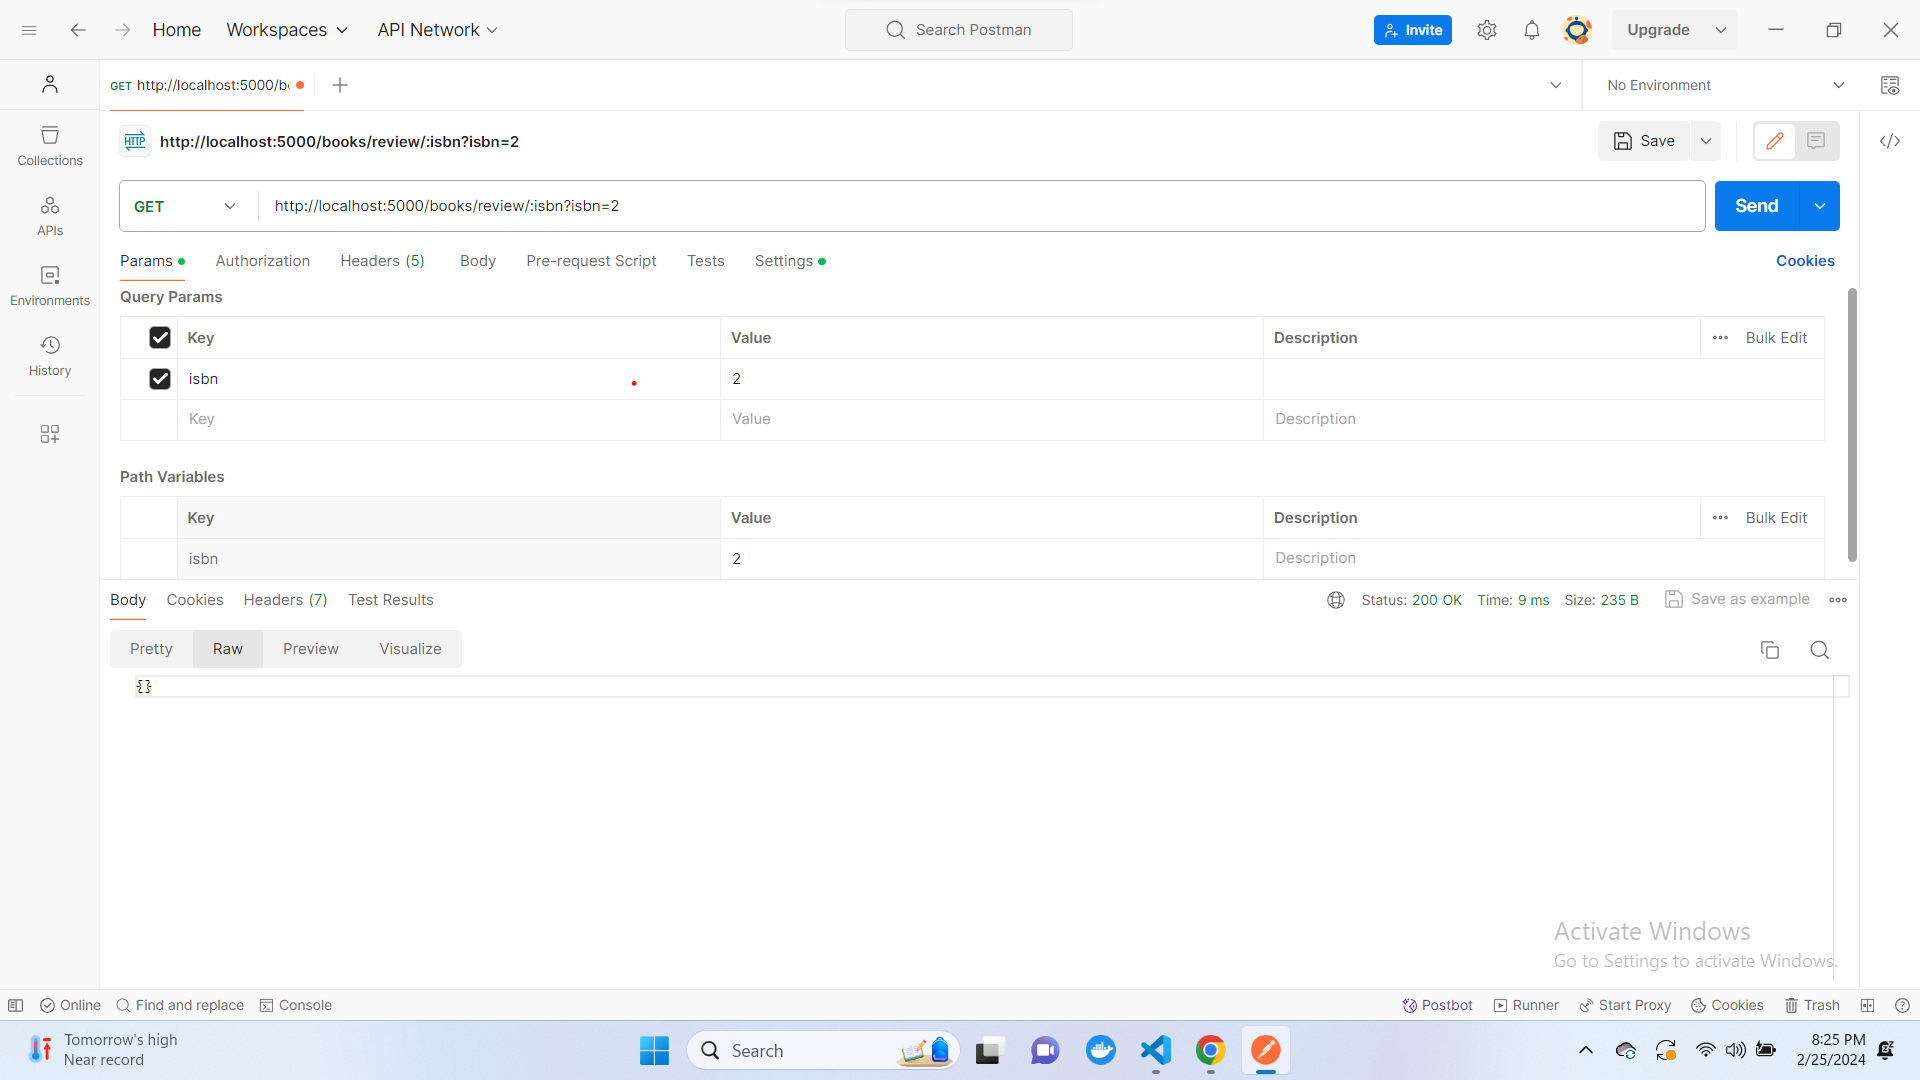 Home
Workspaces
API Network
Search Postman
Invite
Upgrade
GET http://localhost:5000/b
No Environment
HTTP
http://localhost:5000/books/review/:isbn?isbn=2
Save
GET
http://localhost:5000/books/review/:isbn?isbn=2
Send
Collections
APIs
Environments
History
Params
Authorization
Headers (5)
Body
Pre-request Script
Tests
Settings
Cookies
Query Params
Key Value Description Bulk Edit
isbn 2
Key Value Description
Path Variables
Key Value Description Bulk Edit
isbn 2 Description
Body
Cookies
Headers (7)
Test Results
Status: 200 OK Time: 9 ms Size: 235 B
Save as example
Pretty
Raw
Preview
Visualize
{}
Activate Windows
Go to Settings to activate Windows.
Online
Find and replace
Console
Postbot
Runner
Start Proxy
Cookies
Trash
Tomorrow's high
Near record
Search
8:25 PM
2/25/2024